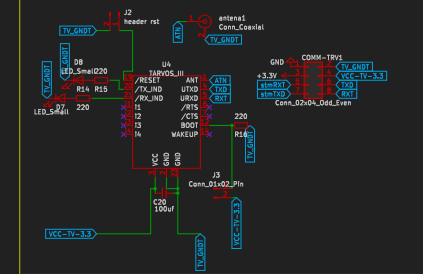 J2
header rst
TV_GNDT
ATN
antena1
Conn_Coaxial
TV_GNDT
TV_GNDT
D8
LED_Small
220
R14
R15
U4
TARVOS_III
/RESET
/TX_IND
/RX_IND
I1
I2
I3
I4
ANT
UTXD
URXD
/RTS
/CTS
BOOT
WAKEUP
VCC
GND
GND
ATN
TXD
RXT
TV_GNDT
D7
LED_Small
220
COMM-TRV1
GND
+3.3V
stmRXT
stmTXD
TV_GNDT
VCC-TV-3.3
TXD
RXT
Conn_02x04_Odd_Even
220
R16
TV_GNDT
J3
Conn_01x02_Pin
C20
100uf
VCC-TV-3.3
TV_GNDT
VCC-TV-3.3